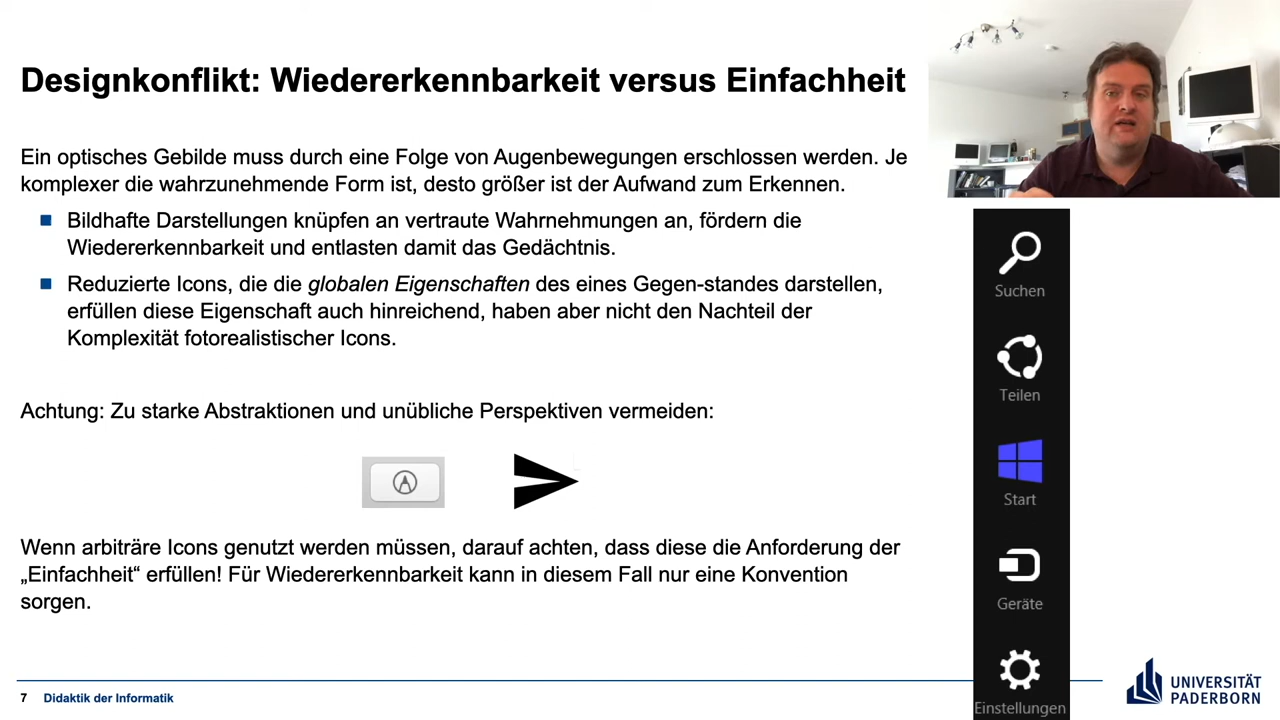 Designkonflikt: Wiedererkennbarkeit versus Einfachheit
Ein optisches Gebilde muss durch eine Folge von Augenbewegungen erschlossen werden. Je
komplexer die wahrzunehmende Form ist, desto größer ist der Aufwand zum Erkennen.
Bildhafte Darstellungen knüpfen an vertraute Wahrnehmungen an, fördern die
Wiedererkennbarkeit und entlasten damit das Gedächtnis.
Reduzierte Icons, die die globalen Eigenschaften des eines Gegen-standes darstellen,
erfüllen diese Eigenschaft auch hinreichend, haben aber nicht den Nachteil der
Komplexität fotorealistischer Icons.
Achtung: Zu starke Abstraktionen und unübliche Perspektiven vermeiden:
Wenn arbiträre Icons genutzt werden müssen, darauf achten, dass diese die Anforderung der
„Einfachheit“ erfüllen! Für Wiedererkennbarkeit kann in diesem Fall nur eine Konvention
sorgen.
Suchen
Teilen
Start
Geräte
Einstellungen
7 Didaktik der Informatik
UNIVERSITÄT
PADERBORN